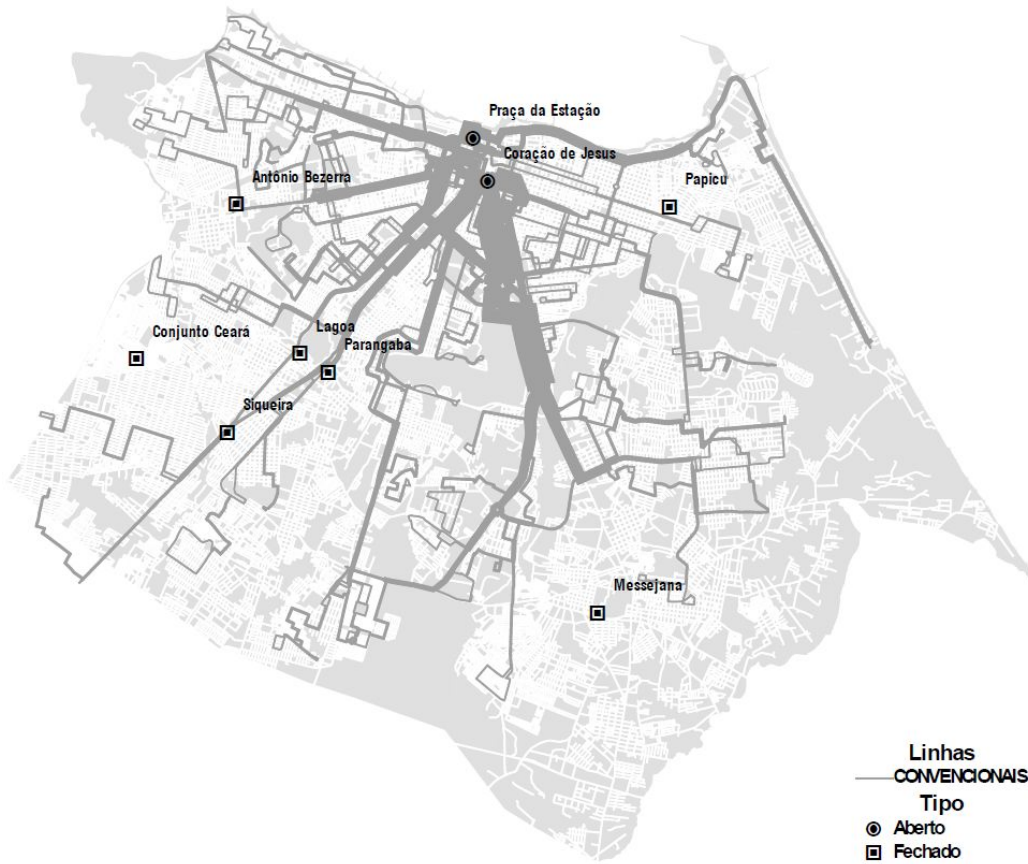 Praça da Estação
Coração de Jesus
Antônio Bezerra
Papicu
Lagoa
Conjunto Ceará
Parangaba
Siqueira
Messejana
Linhas
CONVENCIONAIS
Tipo
Aberto
Fechado